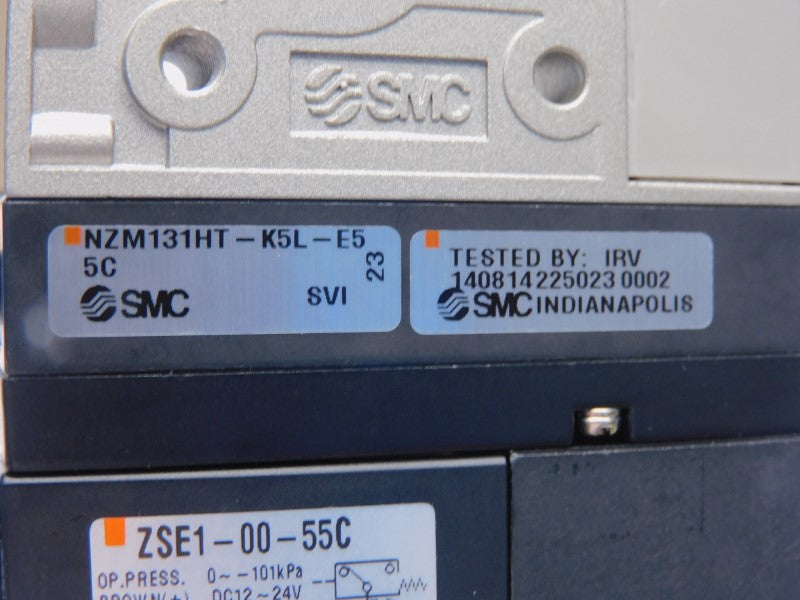 SMC
NZM131HT-K5L-E5
5C
23
SMC SVI
TESTED BY: IRV
140814225023 0002
SMC INDIANAPOLIS
ZSE1-00-55C
OP.PRESS. 0~-101kPa
BROWN(+) DC12~24V